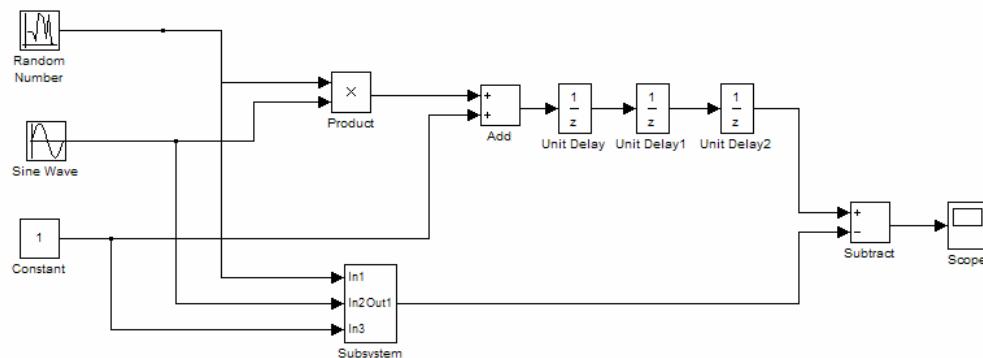 Random
Number
×
Product
+
+
Add
1
z
Unit Delay
1
z
Unit Delay1
1
z
Unit Delay2
Sine Wave
1
Constant
In1
In2 Out1
In3
Subsystem
+
−
Subtract
Scope